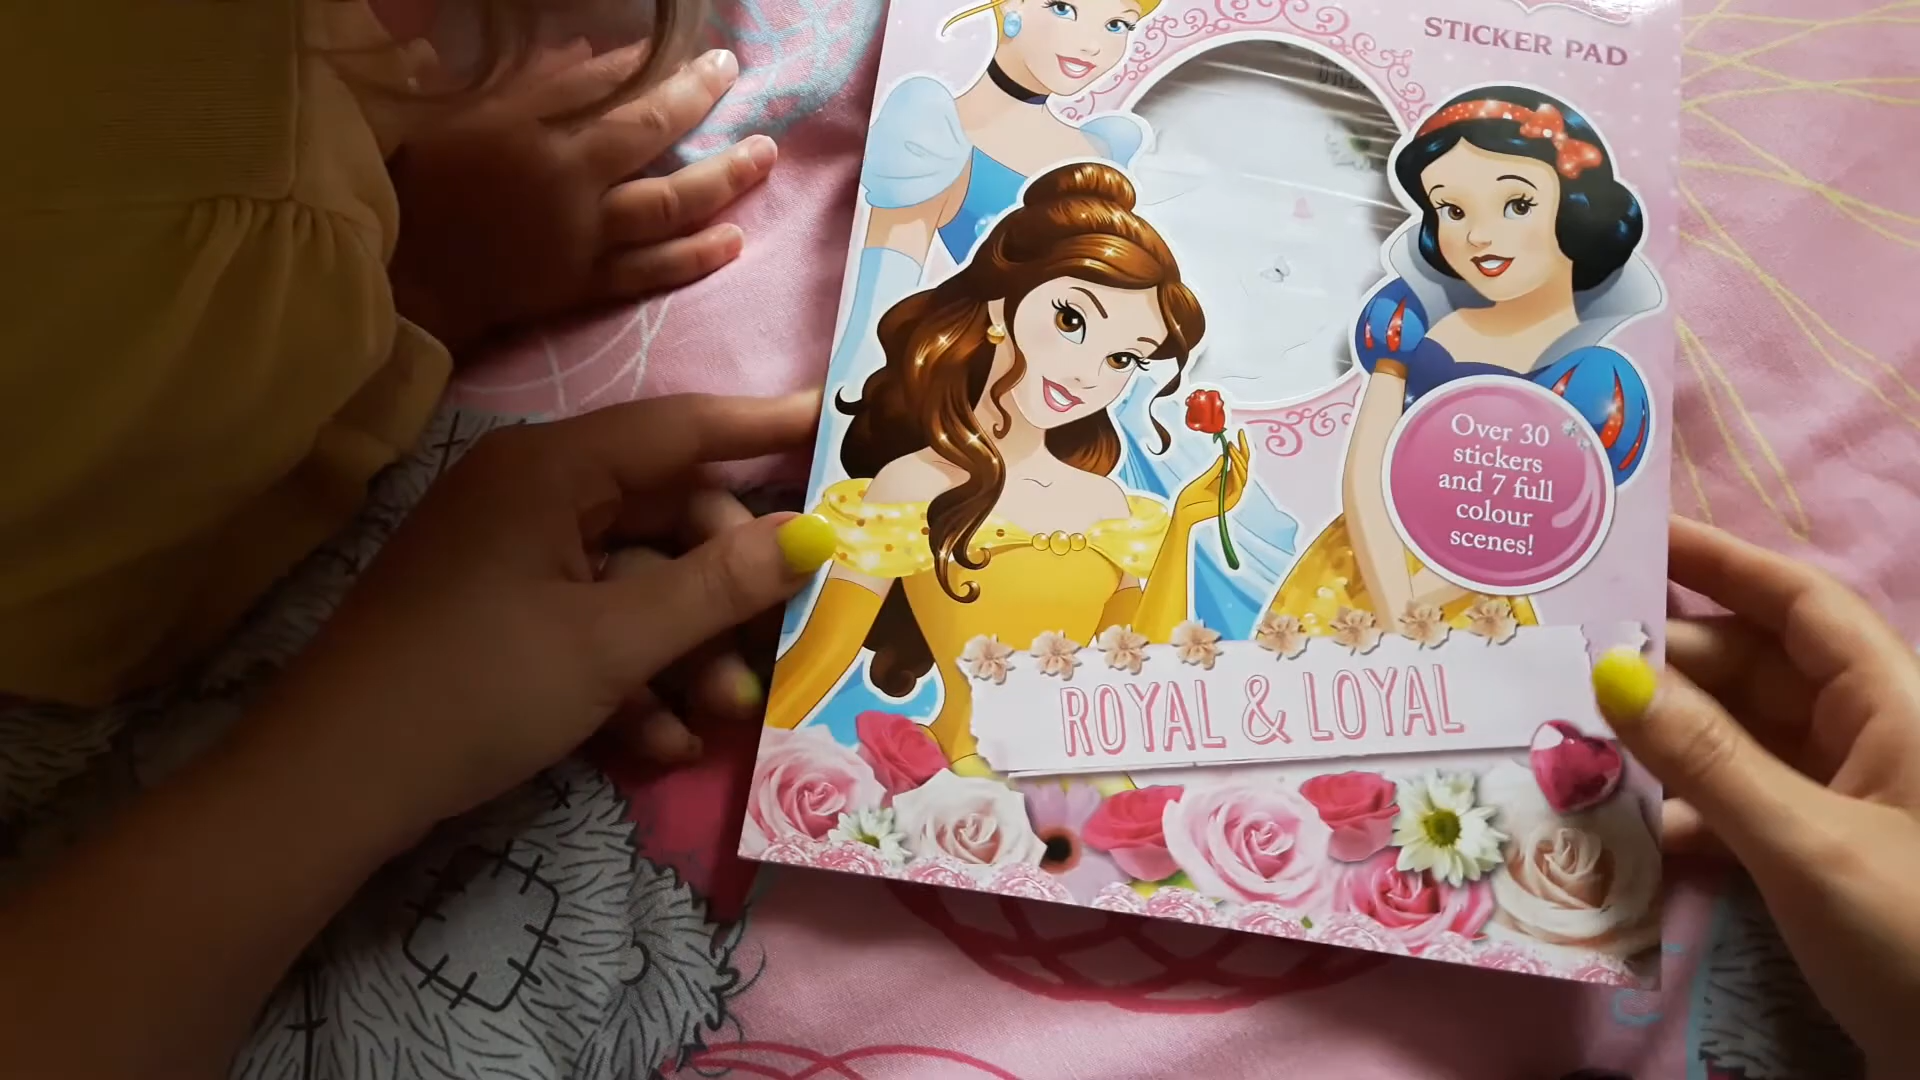 STICKER PAD
Over 30
stickers
and 7 full
colour
scenes!
ROYAL & LOYAL